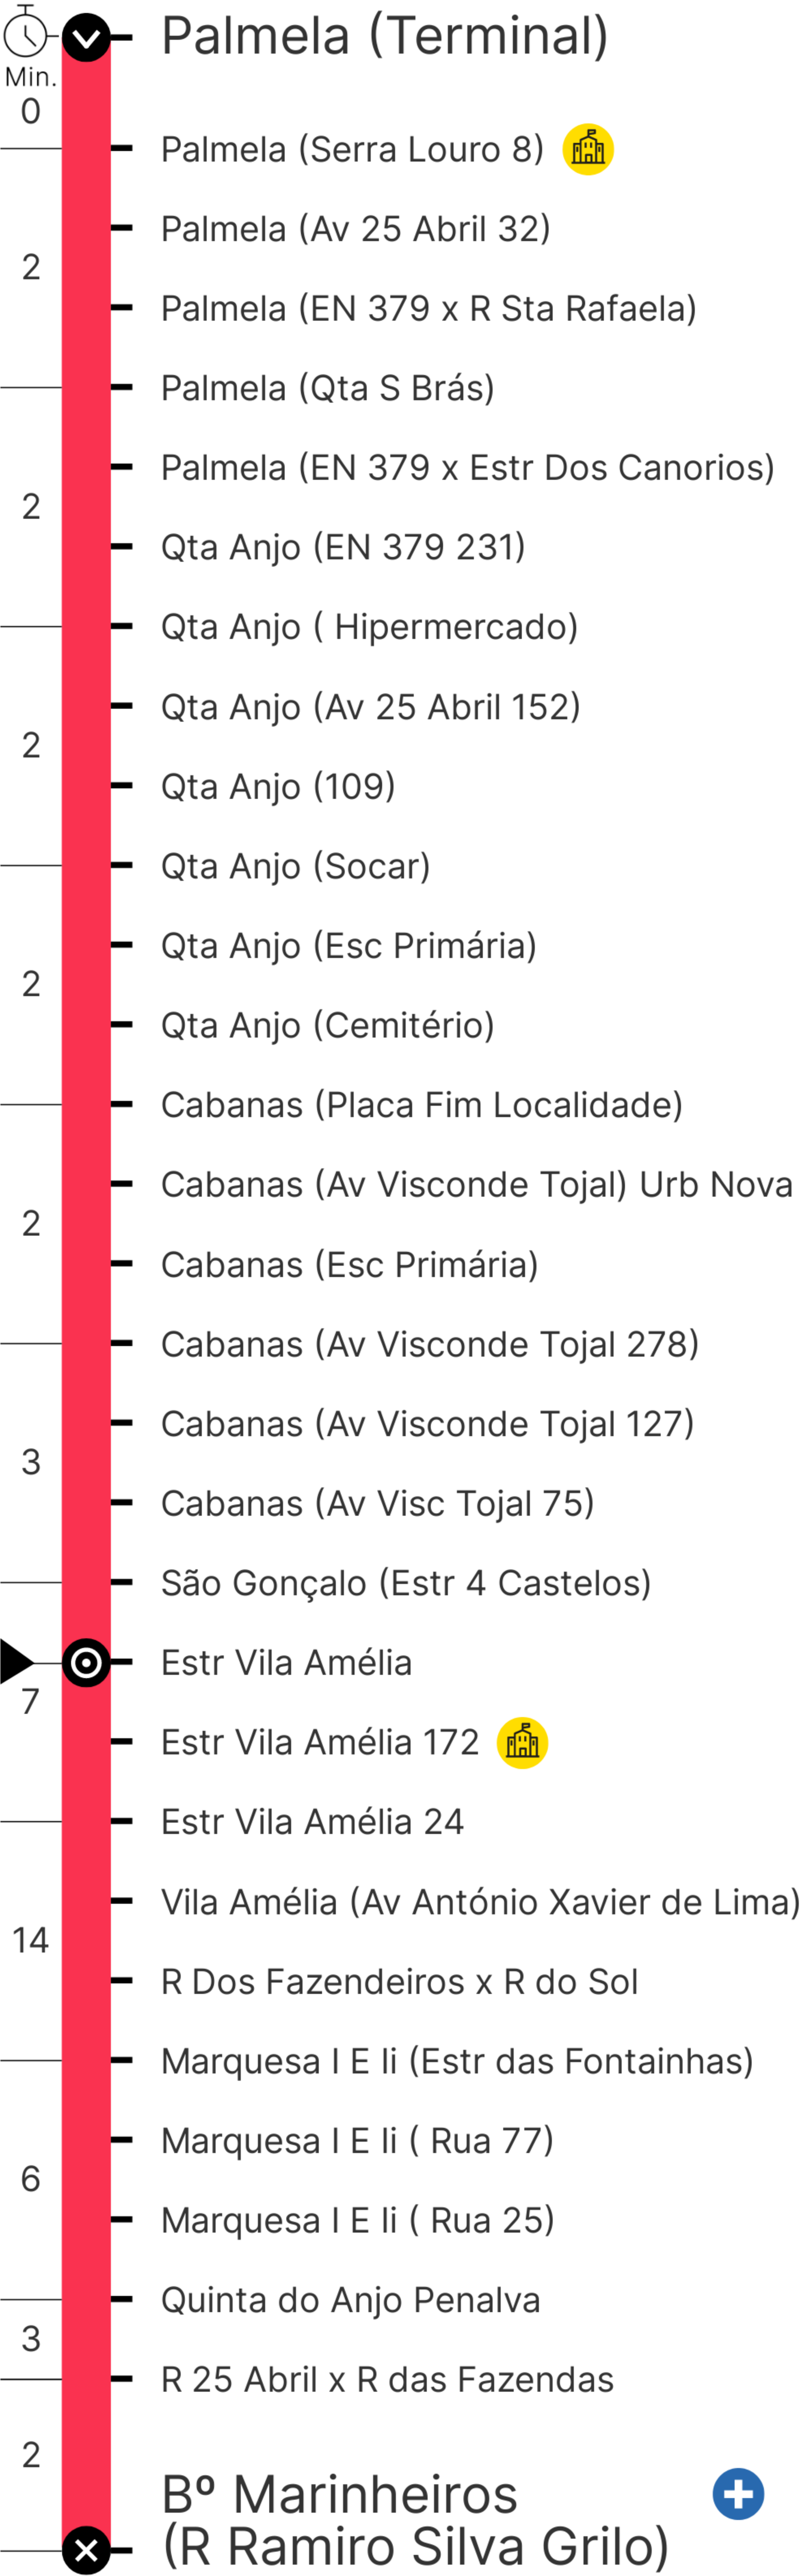 Palmela (Terminal)
Min.
0
Palmela (Serra Louro 8)
Palmela (Av 25 Abril 32)
2
Palmela (EN 379 x R Sta Rafaela)
Palmela (Qta S Brás)
Palmela (EN 379 x Estr Dos Canorios)
2
Qta Anjo (EN 379 231)
Qta Anjo ( Hipermercado)
Qta Anjo (Av 25 Abril 152)
2
Qta Anjo (109)
Qta Anjo (Socar)
Qta Anjo (Esc Primária)
2
Qta Anjo (Cemitério)
Cabanas (Placa Fim Localidade)
Cabanas (Av Visconde Tojal) Urb Nova
2
Cabanas (Esc Primária)
Cabanas (Av Visconde Tojal 278)
Cabanas (Av Visconde Tojal 127)
3
Cabanas (Av Visc Tojal 75)
São Gonçalo (Estr 4 Castelos)
Estr Vila Amélia
7
Estr Vila Amélia 172
Estr Vila Amélia 24
Vila Amélia (Av António Xavier de Lima)
14
R Dos Fazendeiros x R do Sol
Marquesa I E Ii (Estr das Fontainhas)
Marquesa I E Ii ( Rua 77)
6
Marquesa I E Ii ( Rua 25)
Quinta do Anjo Penalva
3
R 25 Abril x R das Fazendas
2
Bº Marinheiros
(R Ramiro Silva Grilo)